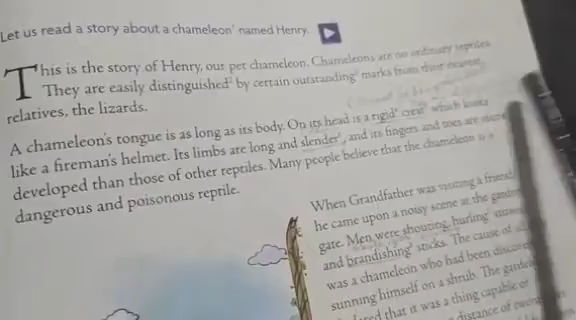 Let us read a story about a chameleon¹ named Henry.
This is the story of Henry, our pet chameleon. Chameleons are no ordinary reptiles.
They are easily distinguished² by certain outstanding³ marks from their nearest
relatives, the lizards.
A chameleon's tongue is as long as its body. On its head is a rigid⁴ crest⁵ which looks
like a fireman's helmet. Its limbs are long and slender⁶, and its fingers and toes are more
developed than those of other reptiles. Many people believe that the chameleon is a
dangerous and poisonous reptile.
When Grandfather was visiting a friend
he came upon a noisy scene at the garden
gate. Men were shouting, hurling⁷
and brandishing⁸ sticks. The cause of
was a chameleon who had been
sunning himself on a shrub. The
that it was a thing capable of
distance of